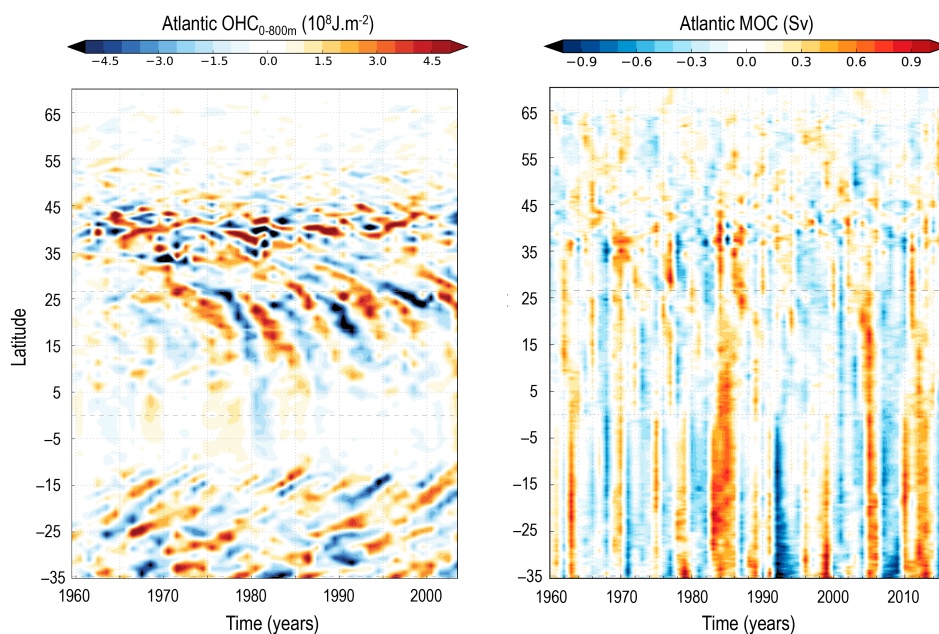 Atlantic OHC0-800m (10⁸J.m⁻²)
−4.5 −3.0 −1.5 0.0 1.5 3.0 4.5
Latitude
65
55
45
35
25
15
5
−5
−15
−25
−35
1960 1970 1980 1990 2000
Time (years)
Atlantic MOC (Sv)
−0.9 −0.6 −0.3 0.0 0.3 0.6 0.9
65
55
45
35
25
15
5
−5
−15
−25
−35
1960 1970 1980 1990 2000 2010
Time (years)